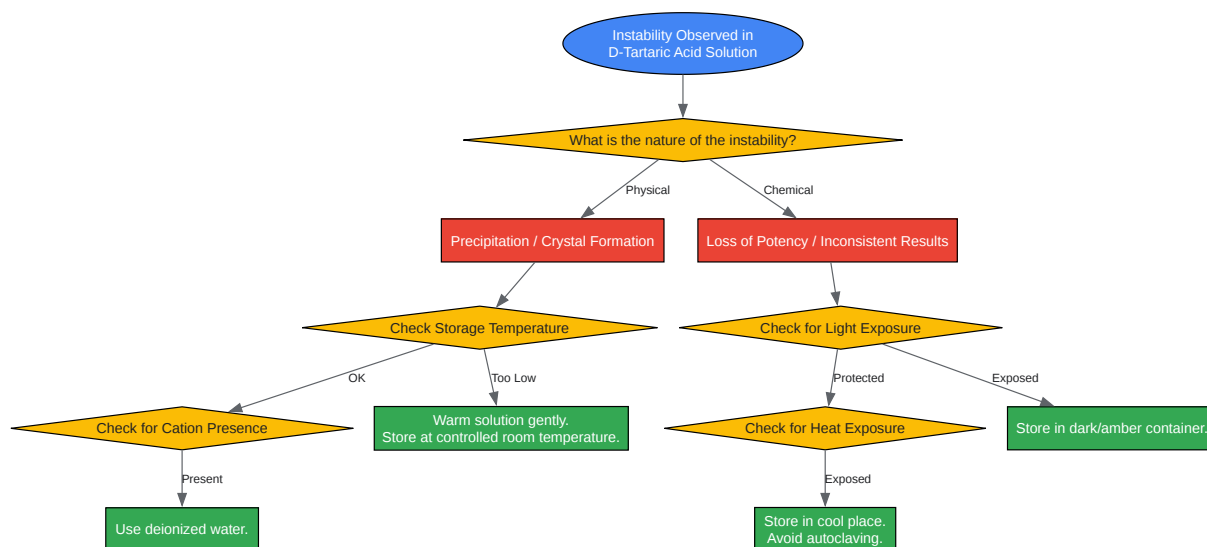 Instability Observed in
D-Tartaric Acid Solution
What is the nature of the instability?
Physical
Chemical
Precipitation / Crystal Formation
Loss of Potency / Inconsistent Results
Check Storage Temperature
Check for Light Exposure
OK
Too Low
Protected
Exposed
Check for Cation Presence
Warm solution gently.
Store at controlled room temperature.
Check for Heat Exposure
Store in dark/amber container.
Present
Exposed
Use deionized water.
Store in cool place.
Avoid autoclaving.